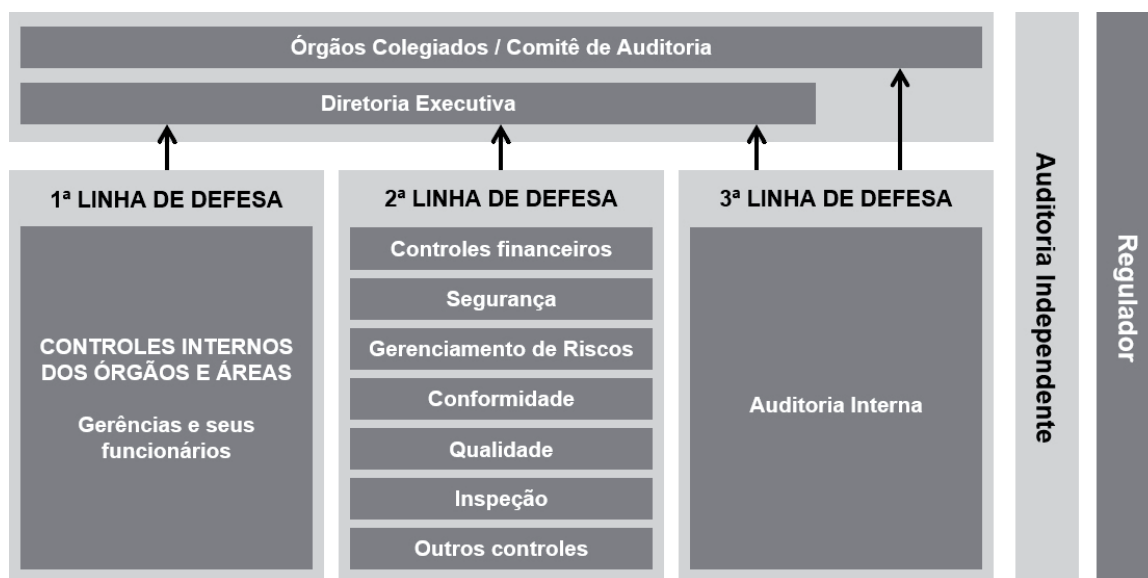 Órgãos Colegiados / Comitê de Auditoria
Diretoria Executiva
1ª LINHA DE DEFESA
CONTROLES INTERNOS
DOS ÓRGÃOS E ÁREAS
Gerências e seus
funcionários
2ª LINHA DE DEFESA
Controles financeiros
Segurança
Gerenciamento de Riscos
Conformidade
Qualidade
Inspeção
Outros controles
3ª LINHA DE DEFESA
Auditoria Interna
Auditoria Independente
Regulador